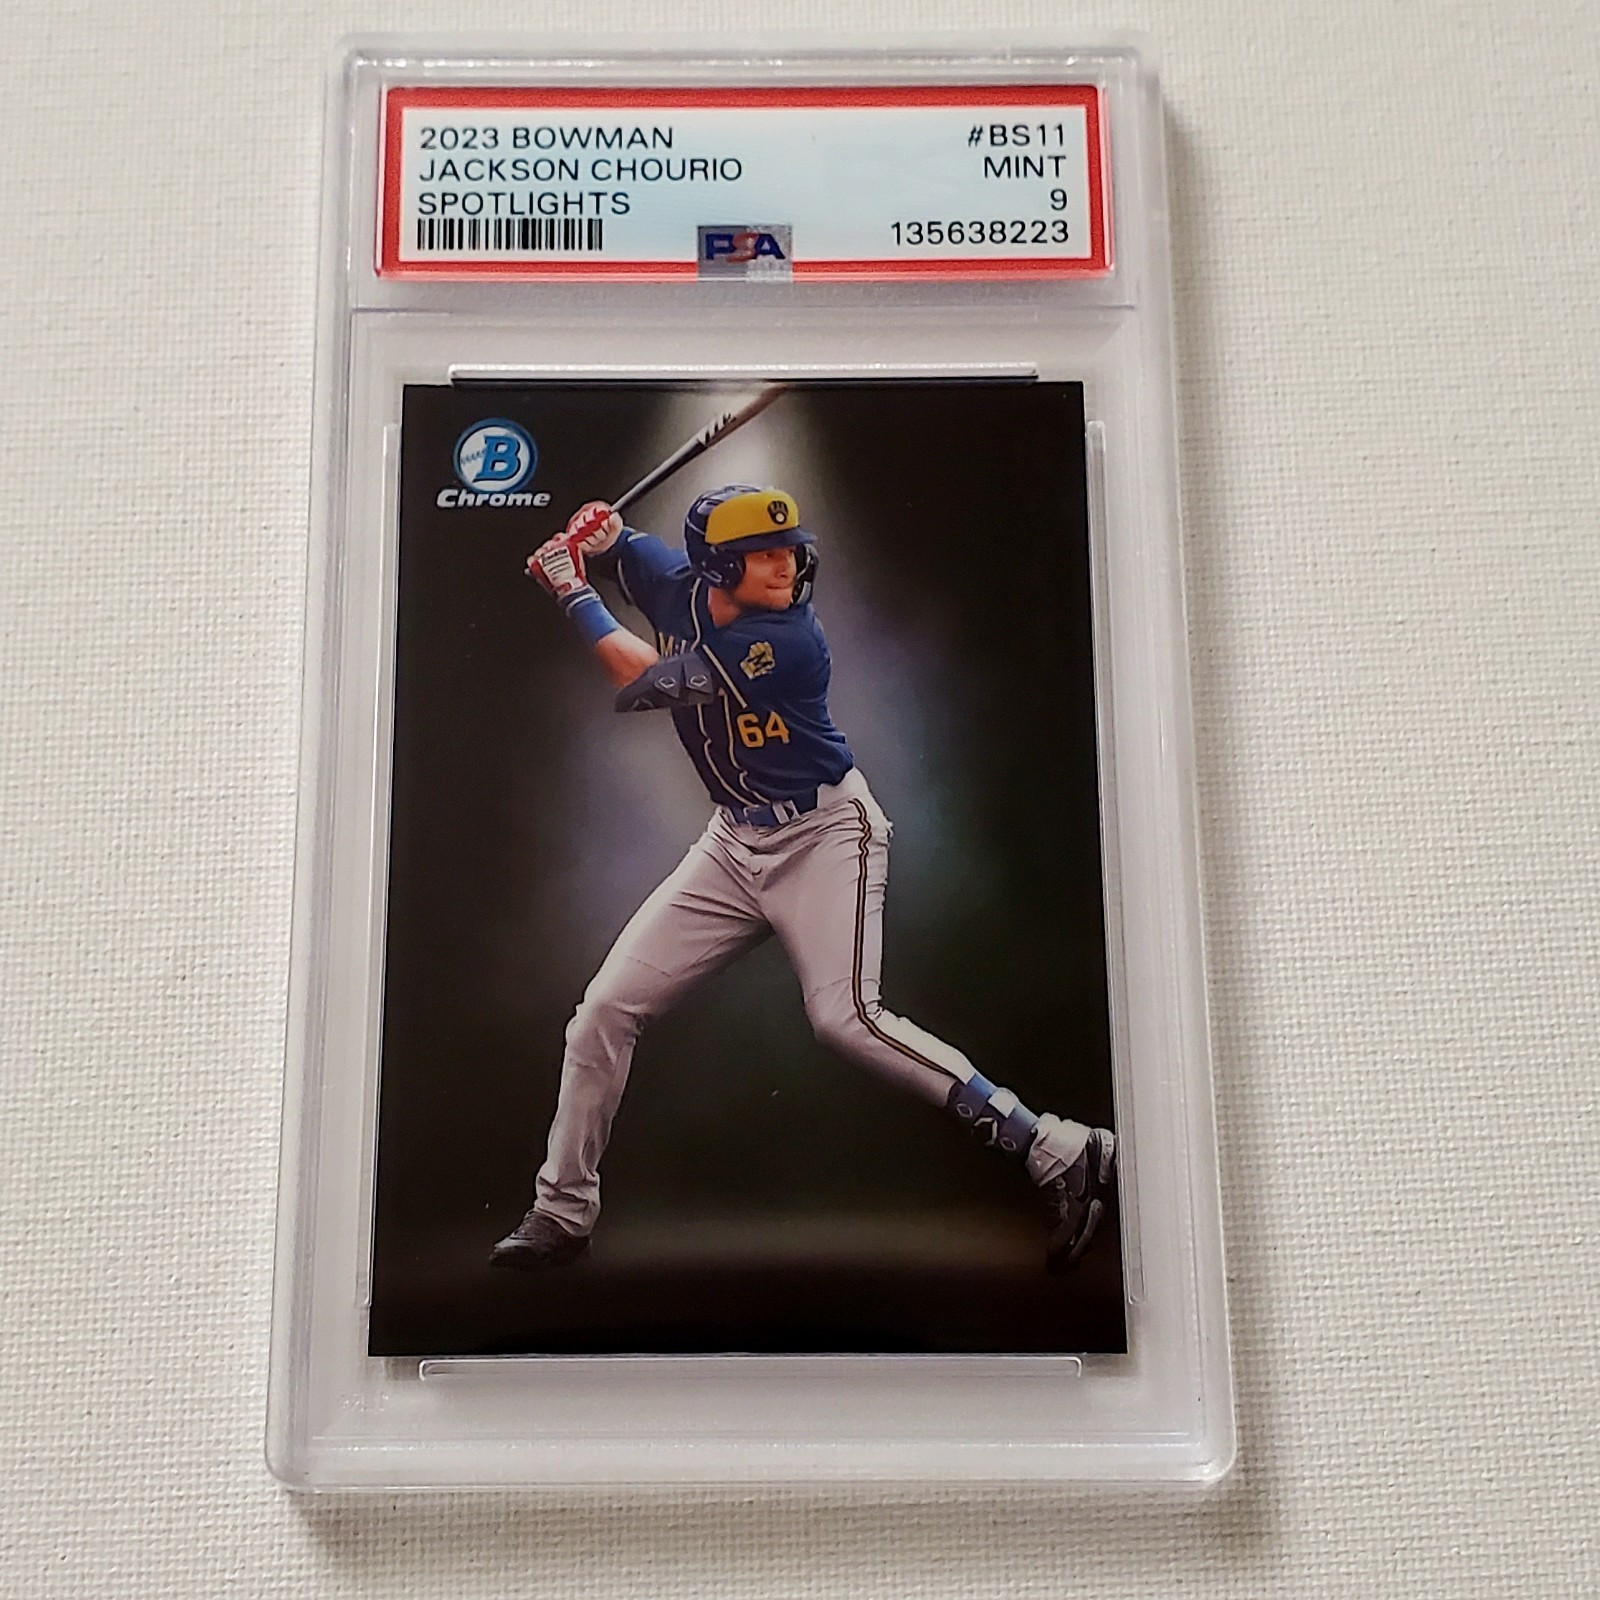 2023 BOWMAN
#BS11
JACKSON CHOURIO
MINT
SPOTLIGHTS
9
PSA
135638223
B
Chrome
64